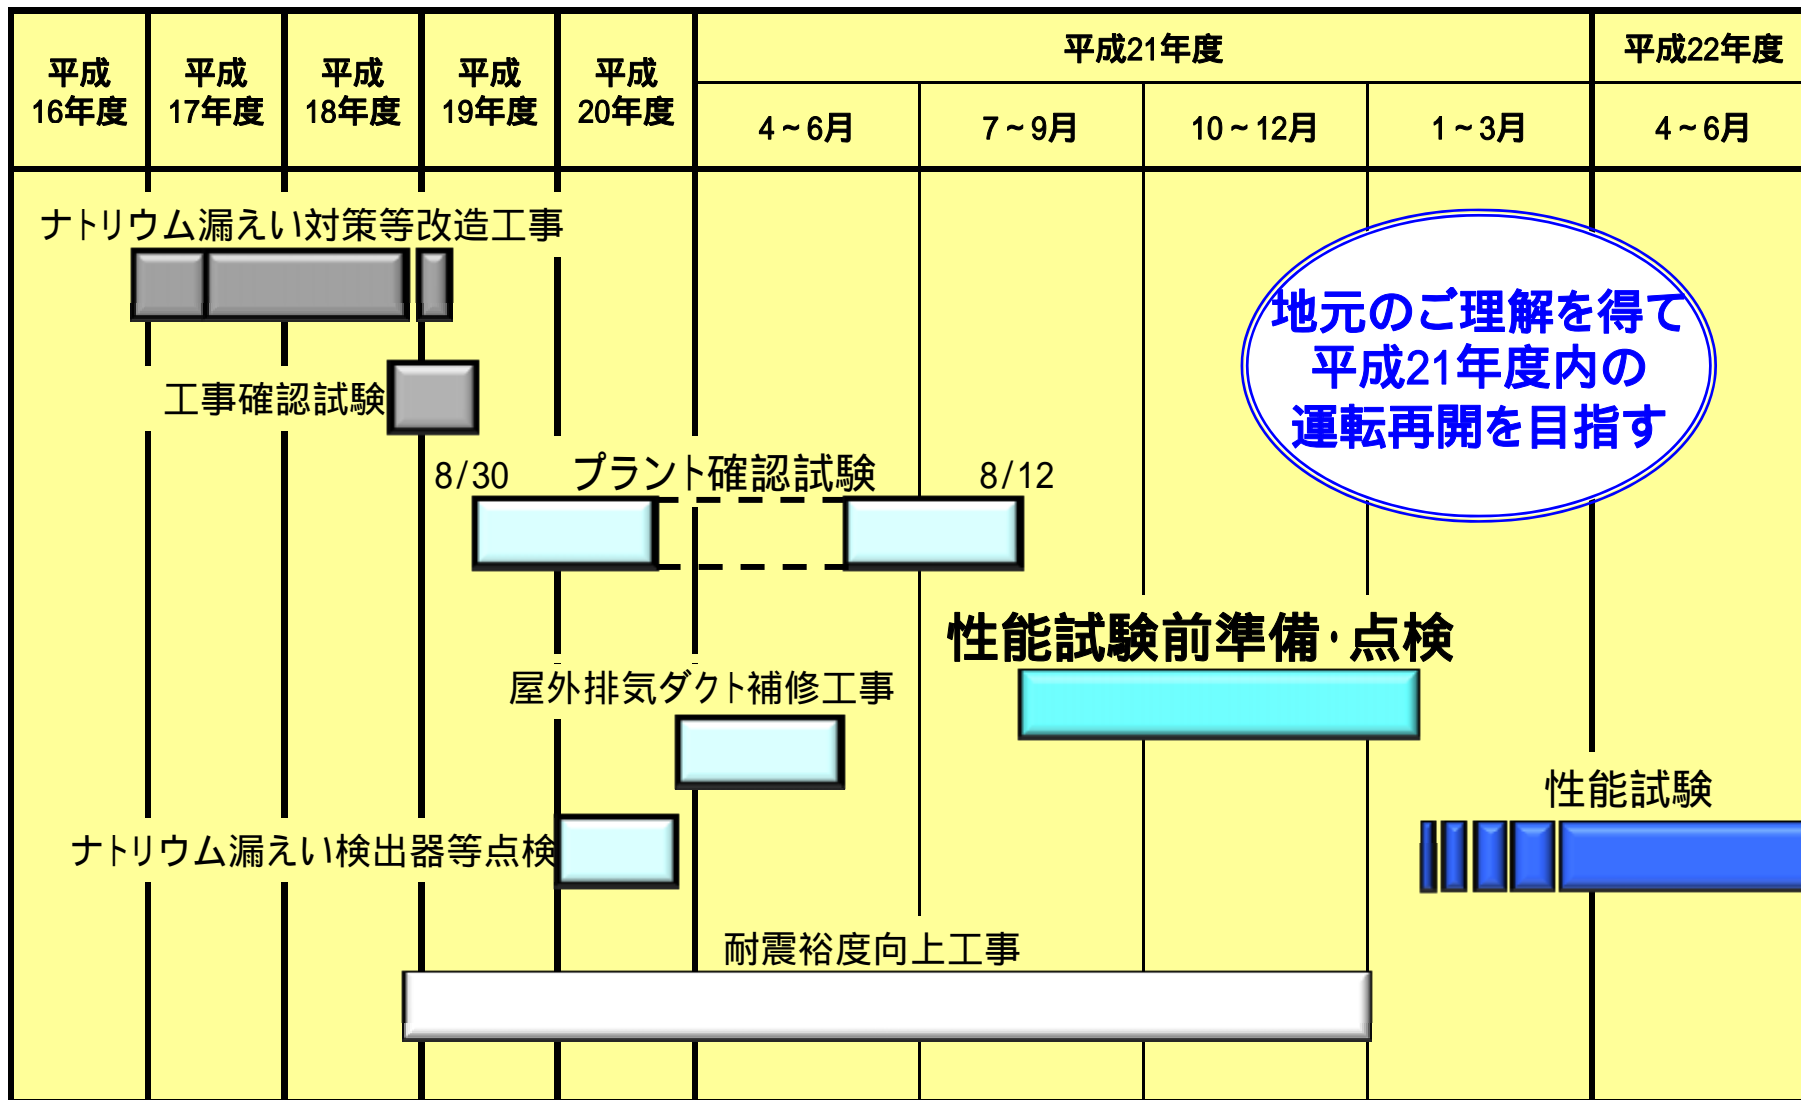 平成
16年度
平成
17年度
平成
18年度
平成
19年度
平成
20年度
平成21年度
平成22年度
4~6月
7~9月
10~12月
1~3月
4~6月
ナトリウム漏えい対策等改造工事
地元のご理解を得て
平成21年度内の
運転再開を目指す
工事確認試験
8/30
プラント確認試験
8/12
性能試験前準備・点検
屋外排気ダクト補修工事
性能試験
ナトリウム漏えい検出器等点検
耐震裕度向上工事